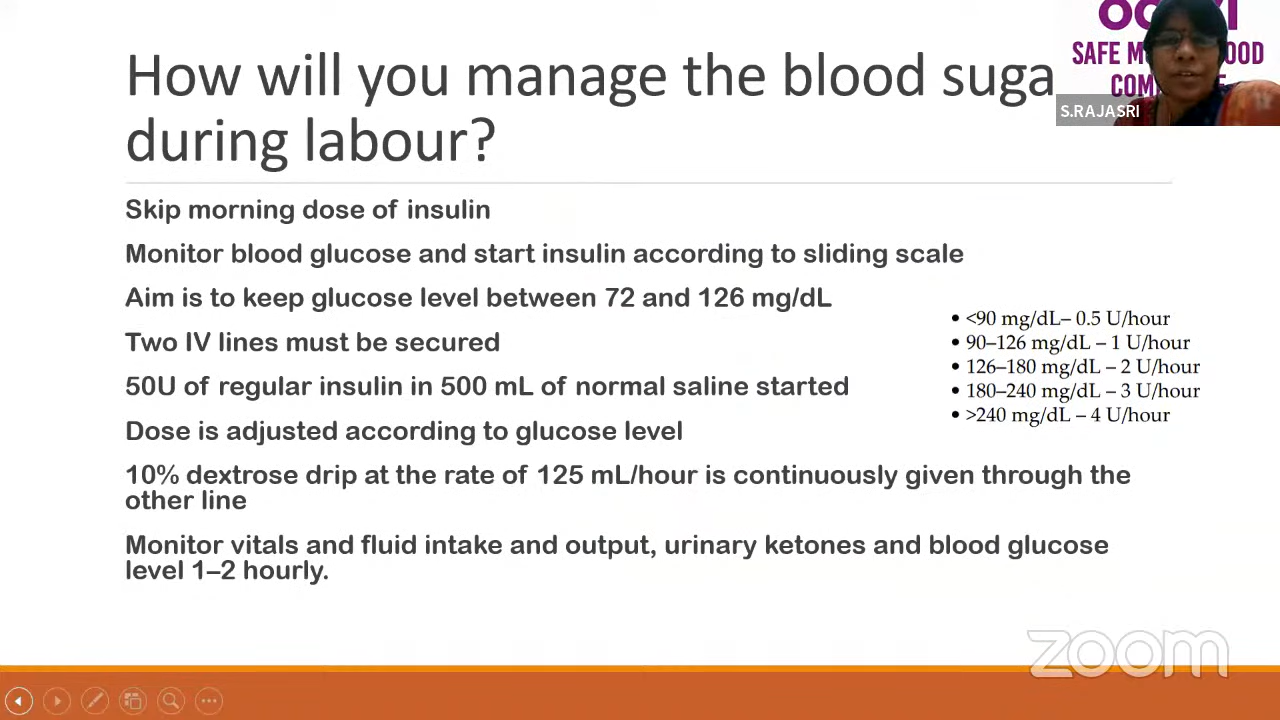 How will you manage the blood suga
during labour?
Skip morning dose of insulin
Monitor blood glucose and start insulin according to sliding scale
Aim is to keep glucose level between 72 and 126 mg/dL
Two IV lines must be secured
50U of regular insulin in 500 mL of normal saline started
Dose is adjusted according to glucose level
10% dextrose drip at the rate of 125 mL/hour is continuously given through the
other line
Monitor vitals and fluid intake and output, urinary ketones and blood glucose
level 1–2 hourly.
• <90 mg/dL– 0.5 U/hour
• 90–126 mg/dL – 1 U/hour
• 126–180 mg/dL – 2 U/hour
• 180–240 mg/dL – 3 U/hour
• >240 mg/dL – 4 U/hour
SAFE
S.RAJASRI
zoom